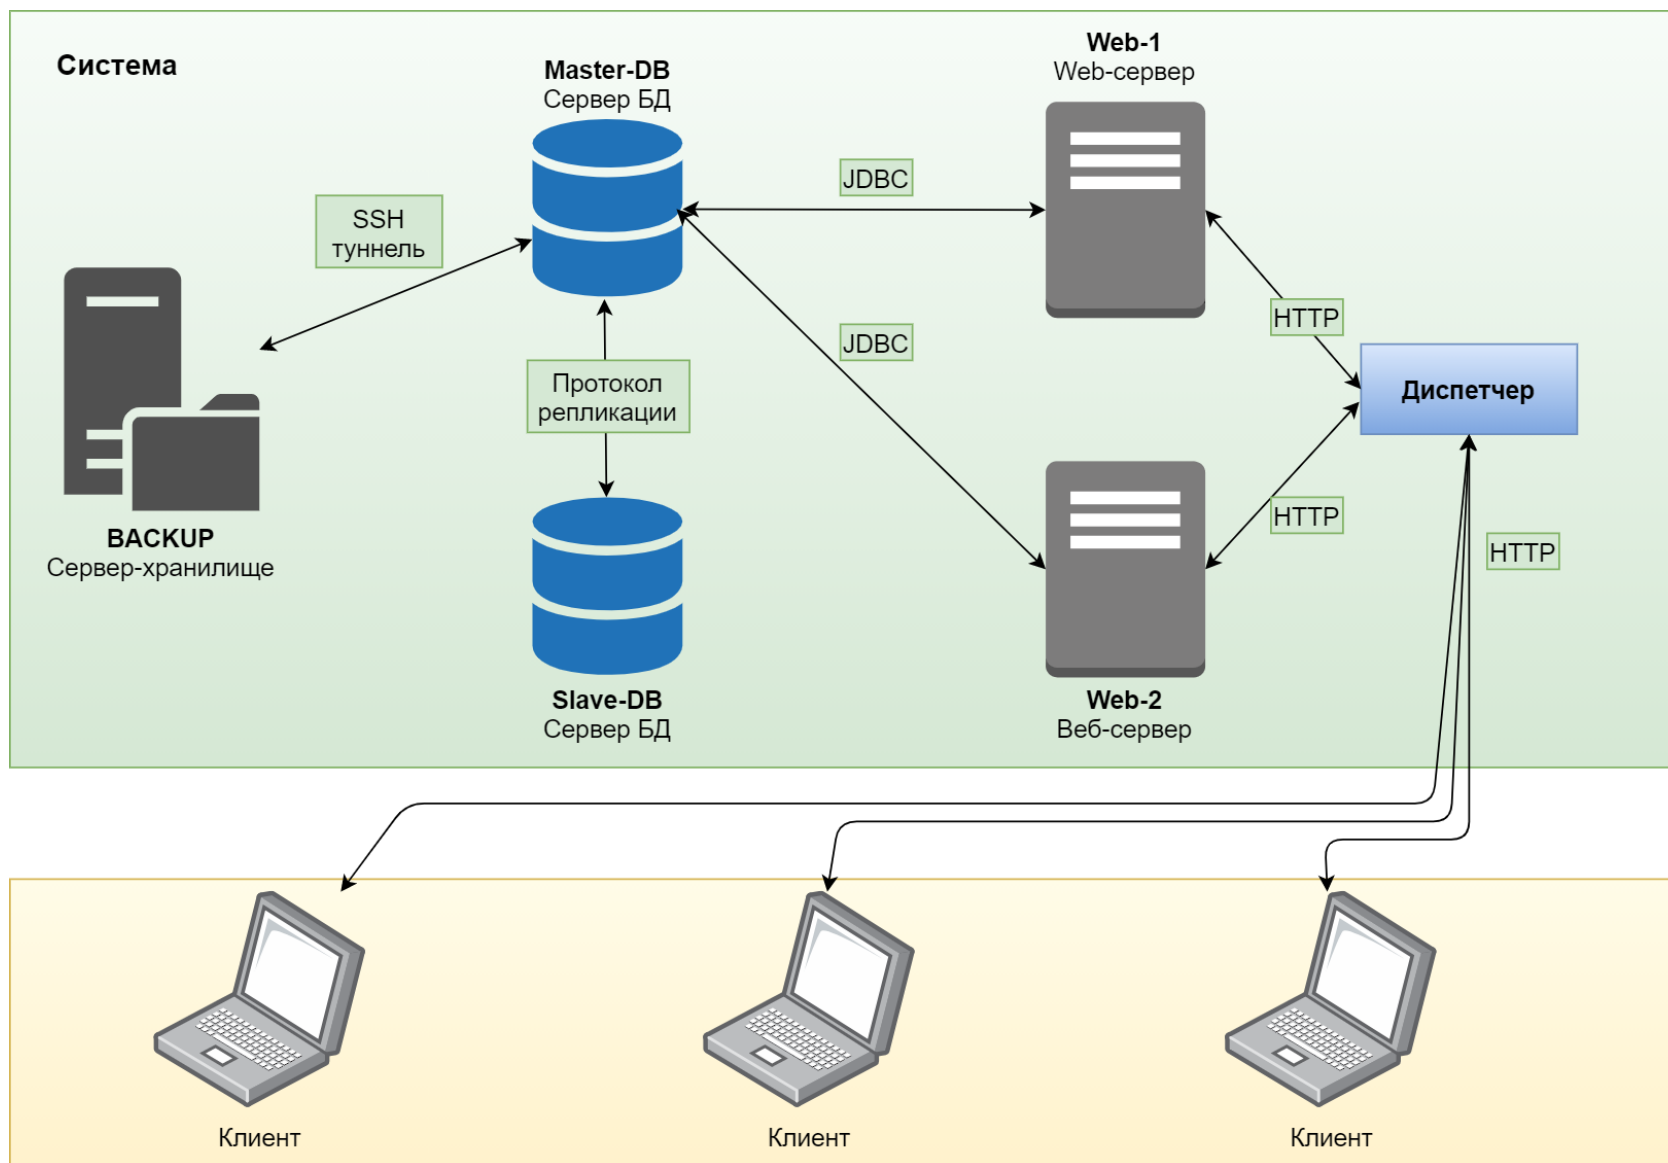 Система
Master-DB
Сервер БД
Web-1
Web-сервер
JDBC
SSH
туннель
HTTP
JDBC
Протокол
репликации
Диспетчер
BACKUP
Сервер-хранилище
HTTP
HTTP
Slave-DB
Сервер БД
Web-2
Веб-сервер
Клиент
Клиент
Клиент